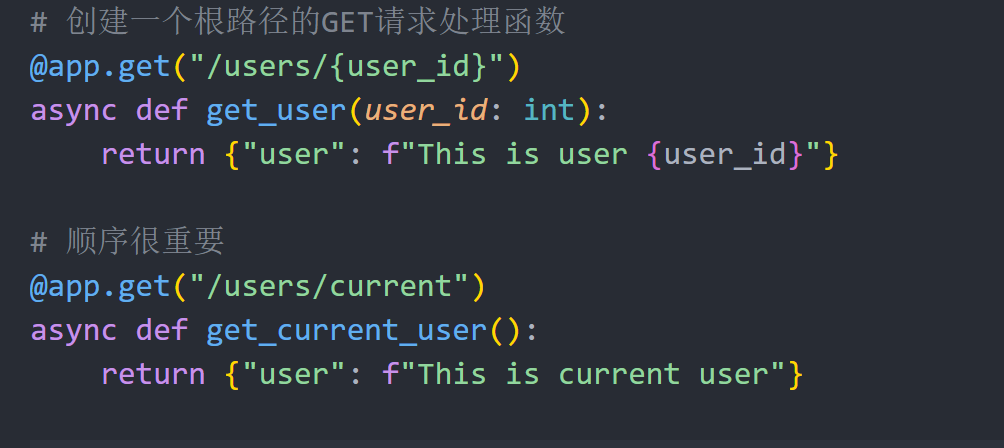 # 创建一个根路径的GET请求处理函数
@app.get("/users/{user_id}")
async def get_user(user_id: int):
    return {"user": f"This is user {user_id}"}
# 顺序很重要
@app.get("/users/current")
async def get_current_user():
    return {"user": f"This is current user"}